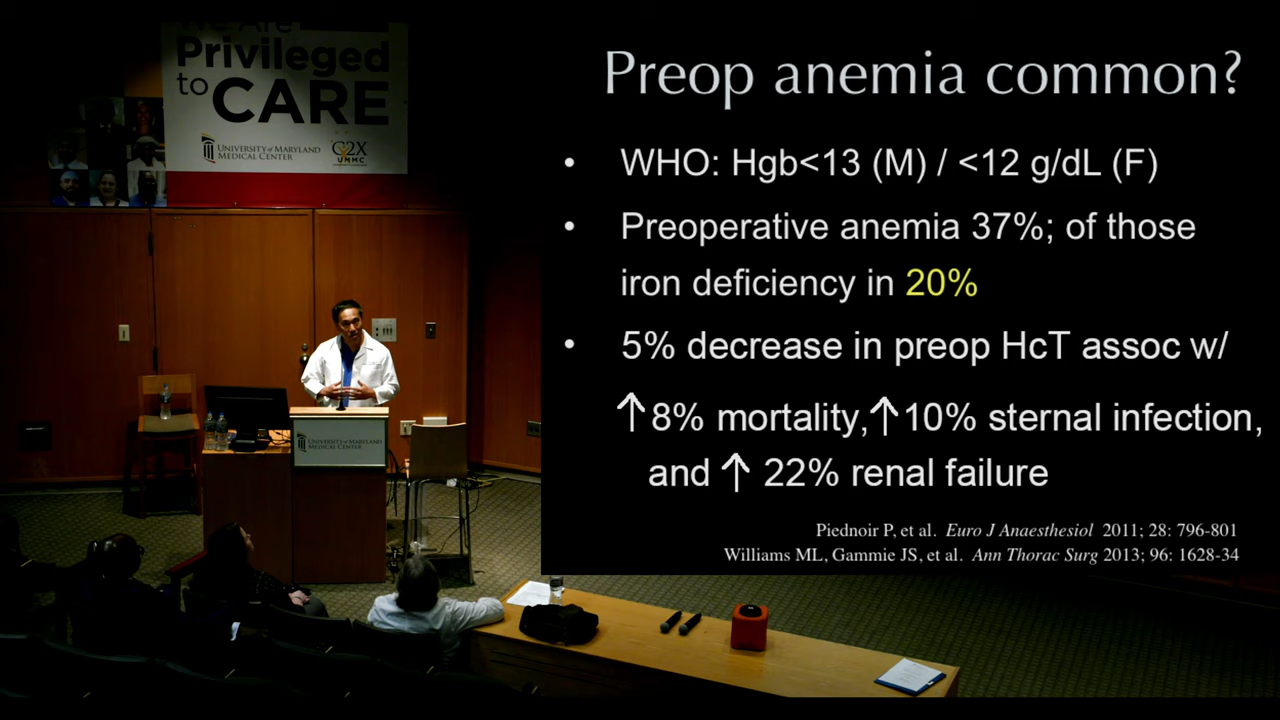 We Are
Privileged
to CARE
UNIVERSITY of MARYLAND
MEDICAL CENTER
C2X
UMMC
UNIVERSITY of MARYLAND
MEDICAL CENTER
Preop anemia common?
• WHO: Hgb<13 (M) / <12 g/dL (F)
• Preoperative anemia 37%; of those
iron deficiency in 20%
• 5% decrease in preop HcT assoc w/
↑8% mortality,↑10% sternal infection,
and ↑ 22% renal failure
Piednoir P, et al. Euro J Anaesthesiol 2011; 28: 796-801
Williams ML, Gammie JS, et al. Ann Thorac Surg 2013; 96: 1628-34